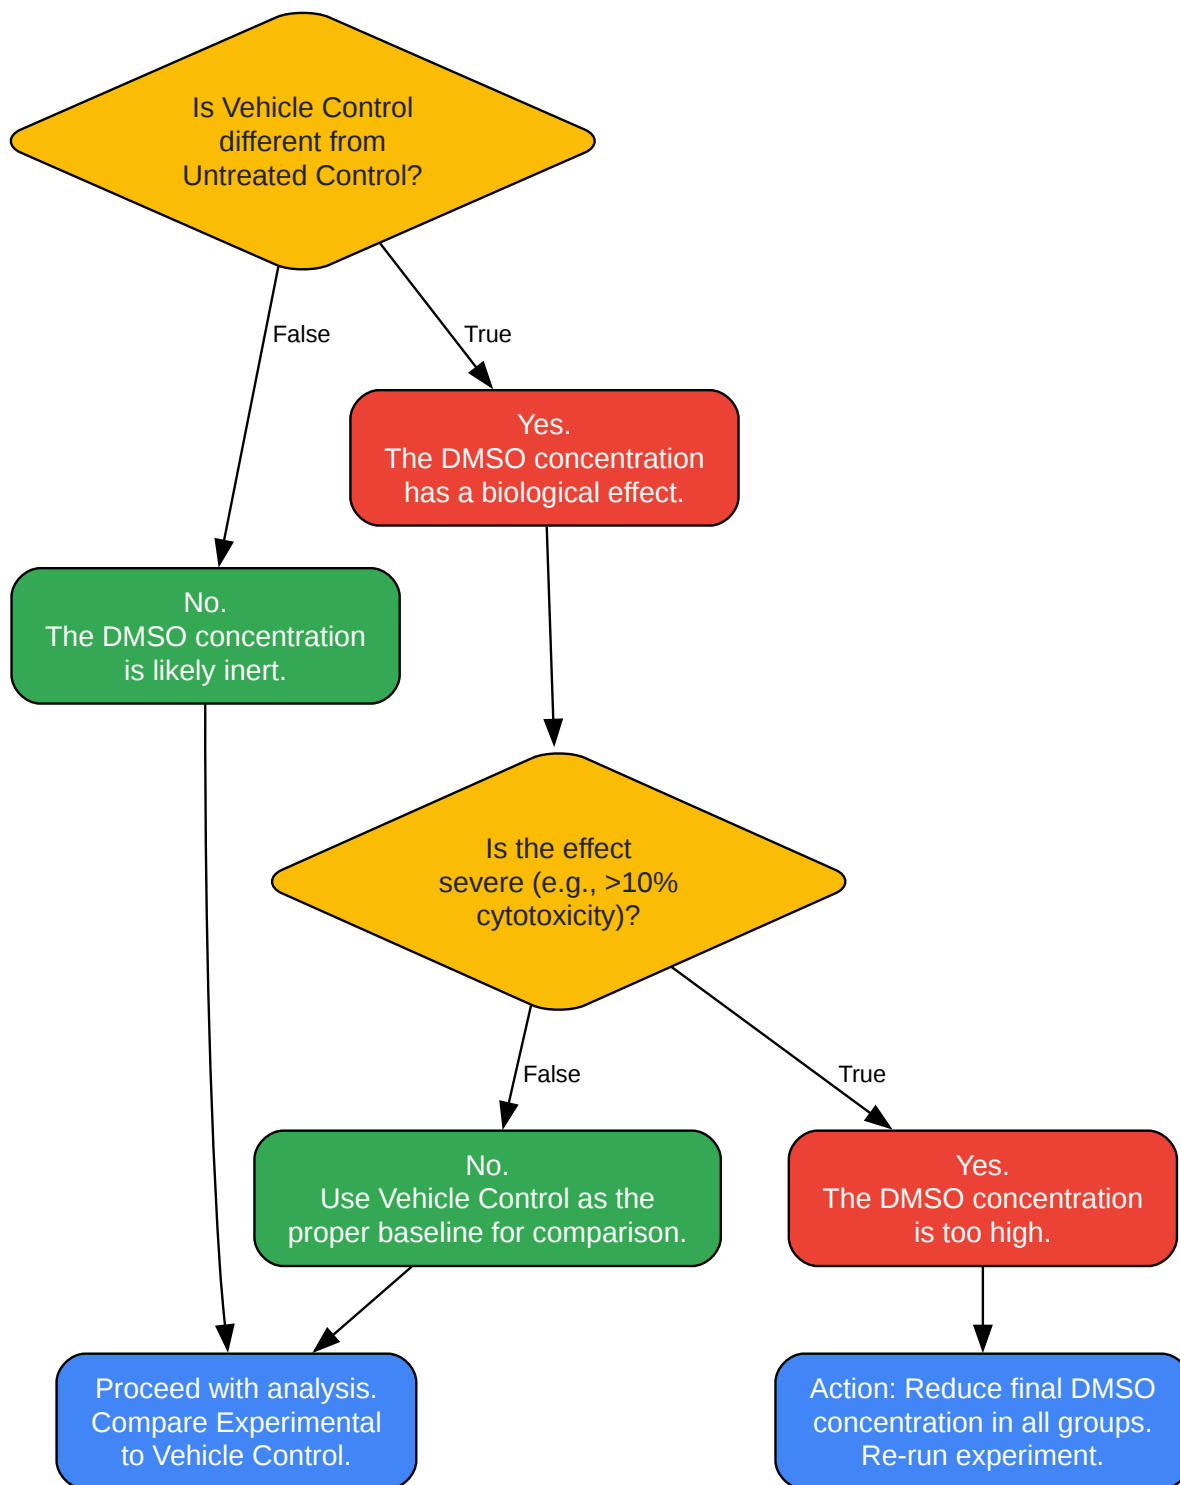 Is Vehicle Control
different from
Untreated Control?
False
True
Yes.
The DMSO concentration
has a biological effect.
No.
The DMSO concentration
is likely inert.
Is the effect
severe (e.g., >10%
cytotoxicity)?
False
True
No.
Use Vehicle Control as the
proper baseline for comparison.
Yes.
The DMSO concentration
is too high.
Proceed with analysis.
Compare Experimental
to Vehicle Control.
Action: Reduce final DMSO
concentration in all groups.
Re-run experiment.